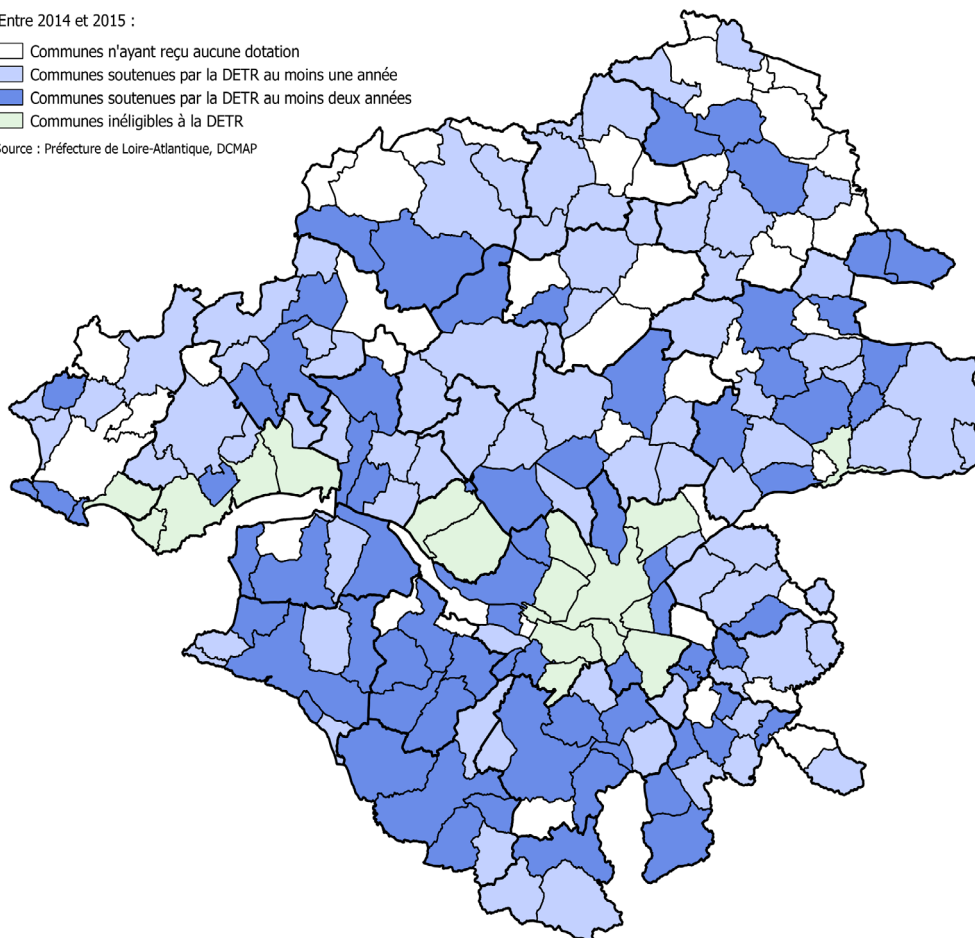 Entre 2014 et 2015 :
Communes n'ayant reçu aucune dotation
Communes soutenues par la DETR au moins une année
Communes soutenues par la DETR au moins deux années
Communes inéligibles à la DETR
Source : Préfecture de Loire-Atlantique, DCMAP